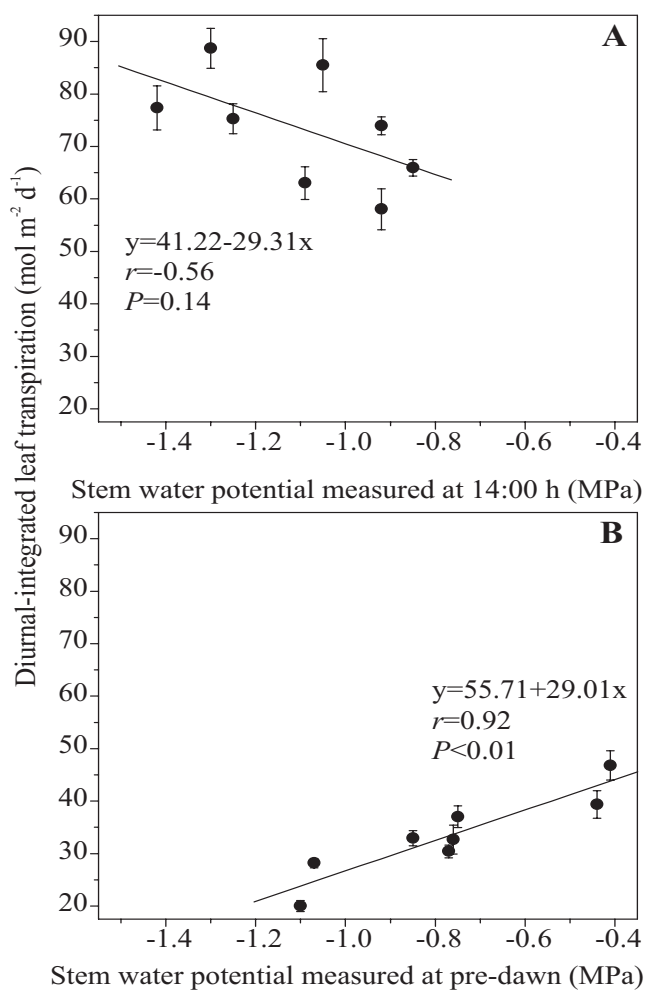 Diurnal-integrated leaf transpiration (mol m⁻² d⁻¹)
A
90
80
70
60
50
40
30
20
y=41.22-29.31x
r=-0.56
P=0.14
-1.4 -1.2 -1.0 -0.8 -0.6 -0.4
Stem water potential measured at 14:00 h (MPa)
B
90
80
70
60
50
40
30
20
y=55.71+29.01x
r=0.92
P<0.01
-1.4 -1.2 -1.0 -0.8 -0.6 -0.4
Stem water potential measured at pre-dawn (MPa)